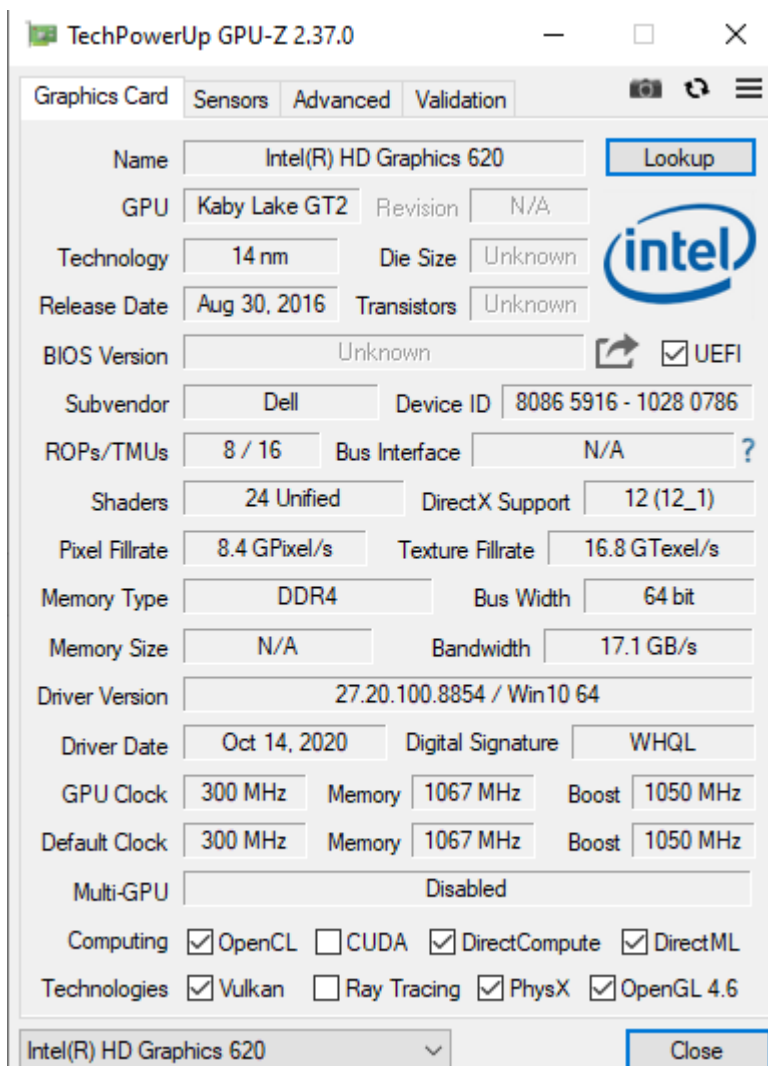 TechPowerUp GPU-Z 2.37.0
Graphics Card Sensors Advanced Validation
Name Intel(R) HD Graphics 620 Lookup
GPU Kaby Lake GT2 Revision N/A
intel
Technology 14 nm Die Size Unknown
Release Date Aug 30, 2016 Transistors Unknown
BIOS Version Unknown UEFI
Subvendor Dell Device ID 8086 5916 - 1028 0786
ROPs/TMUs 8 / 16 Bus Interface N/A ?
Shaders 24 Unified DirectX Support 12 (12_1)
Pixel Fillrate 8.4 GPixel/s Texture Fillrate 16.8 GTexel/s
Memory Type DDR4 Bus Width 64 bit
Memory Size N/A Bandwidth 17.1 GB/s
Driver Version 27.20.100.8854 / Win10 64
Driver Date Oct 14, 2020 Digital Signature WHQL
GPU Clock 300 MHz Memory 1067 MHz Boost 1050 MHz
Default Clock 300 MHz Memory 1067 MHz Boost 1050 MHz
Multi-GPU Disabled
Computing OpenCL CUDA DirectCompute DirectML
Technologies Vulkan Ray Tracing PhysX OpenGL 4.6
Intel(R) HD Graphics 620 Close